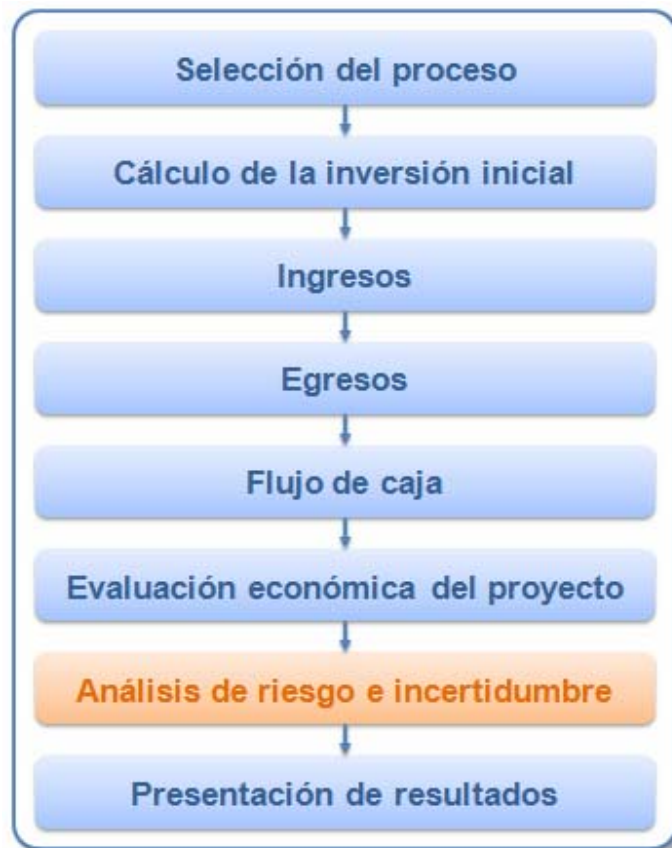 Selección del proceso
Cálculo de la inversión inicial
Ingresos
Egresos
Flujo de caja
Evaluación económica del proyecto
Análisis de riesgo e incertidumbre
Presentación de resultados